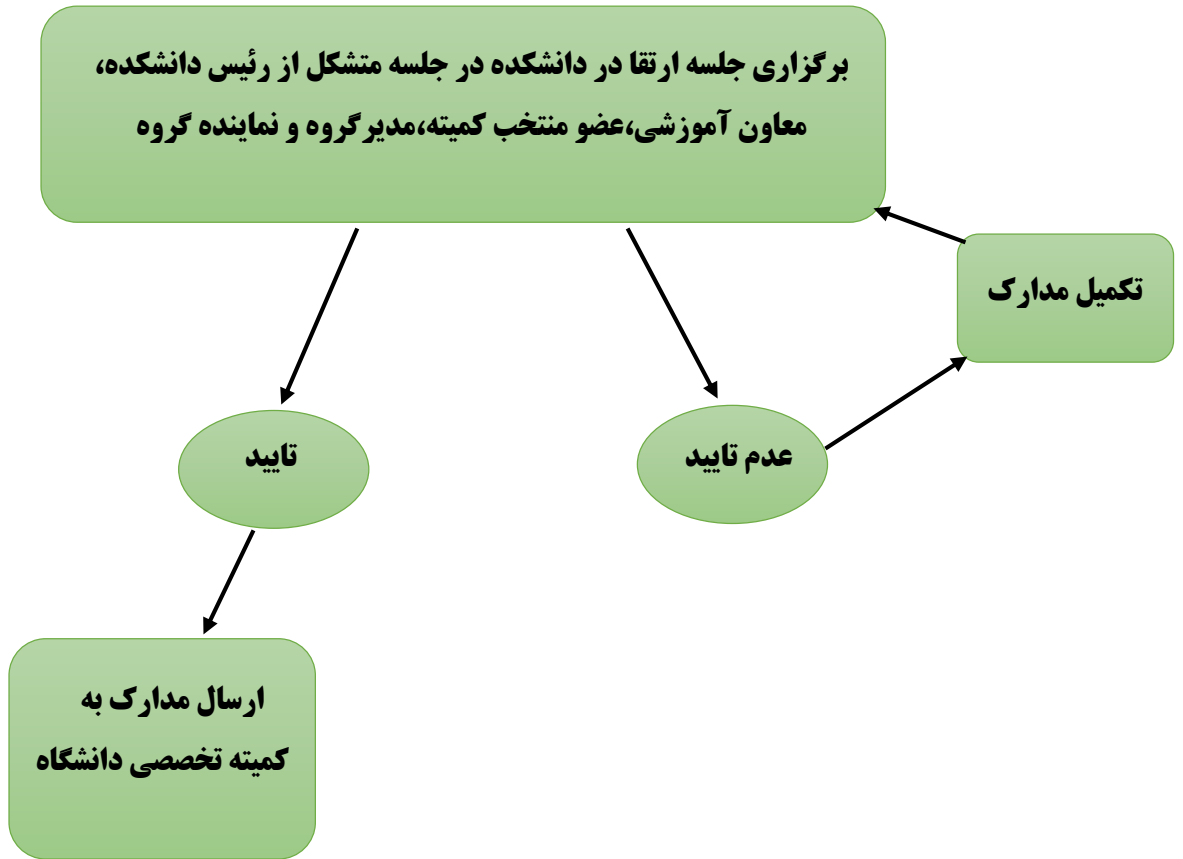 برگزاری جلسه ارتقا در دانشکده در جلسه متشکل از رئیس دانشکده،
معاون آموزشی،عضو منتخب کمیته،مدیرگروه و نماینده گروه
تکمیل مدارک
عدم تایید
تایید
ارسال مدارک به
کمیته تخصصی دانشگاه